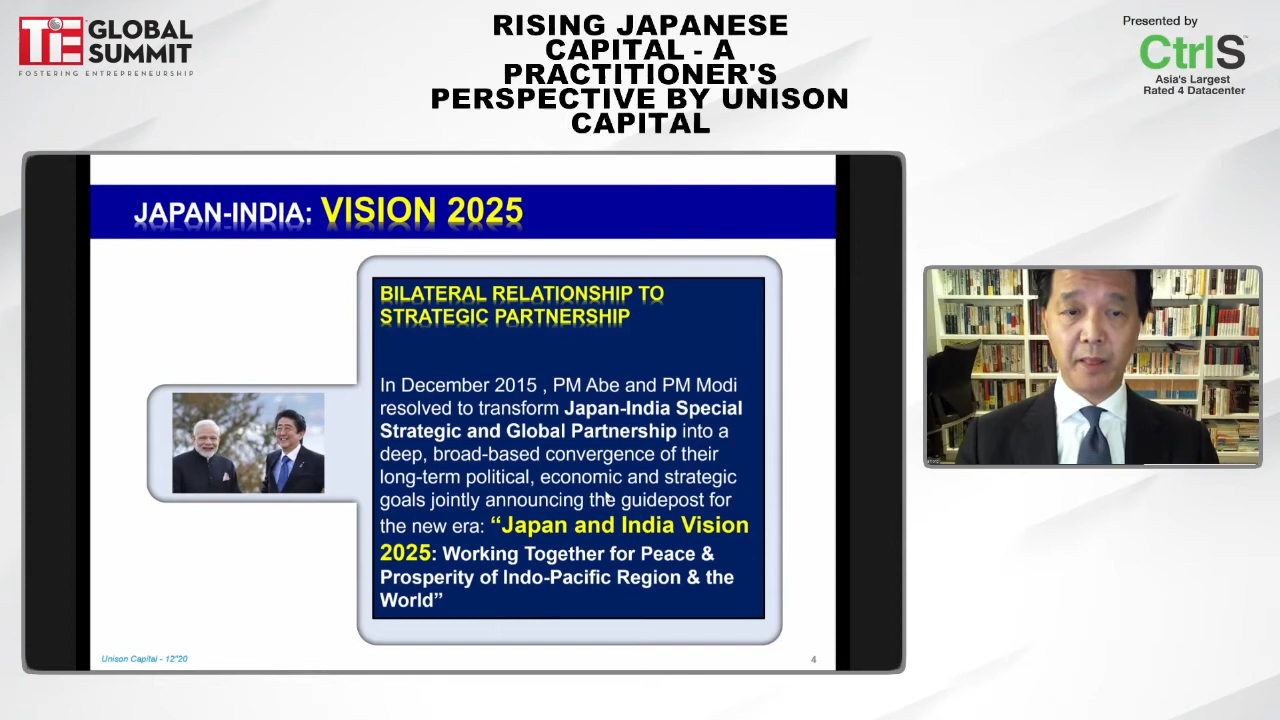 TiE GLOBAL
SUMMIT
FOSTERING ENTREPRENEURSHIP
RISING JAPANESE
CAPITAL - A
PRACTITIONER'S
PERSPECTIVE BY UNISON
CAPITAL
Presented by
CtrlS™
Asia's Largest
Rated 4 Datacenter
JAPAN-INDIA: VISION 2025
BILATERAL RELATIONSHIP TO
STRATEGIC PARTNERSHIP
In December 2015 , PM Abe and PM Modi
resolved to transform Japan-India Special
Strategic and Global Partnership into a
deep, broad-based convergence of their
long-term political, economic and strategic
goals jointly announcing the guidepost for
the new era: “Japan and India Vision
2025: Working Together for Peace &
Prosperity of Indo-Pacific Region & the
World”
Unison Capital - 12"20
4